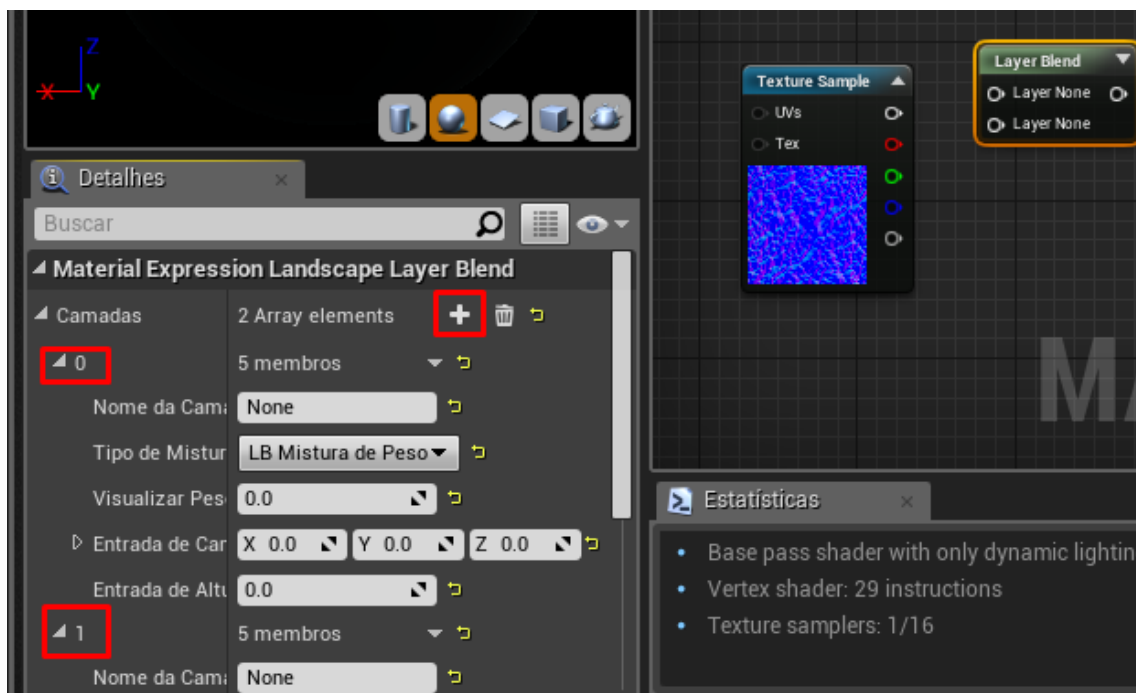 Z
X
Y
Detalhes
Buscar
Material Expression Landscape Layer Blend
Camadas 2 Array elements
0 5 membros
Nome da Cama None
Tipo de Mistur LB Mistura de Peso
Visualizar Pes 0.0
Entrada de Car X 0.0 Y 0.0 Z 0.0
Entrada de Altu 0.0
1 5 membros
Nome da Cama None
Texture Sample
UVs
Tex
Layer Blend
Layer None
Layer None
MA
Estatísticas
Base pass shader with only dynamic lightin
Vertex shader: 29 instructions
Texture samplers: 1/16